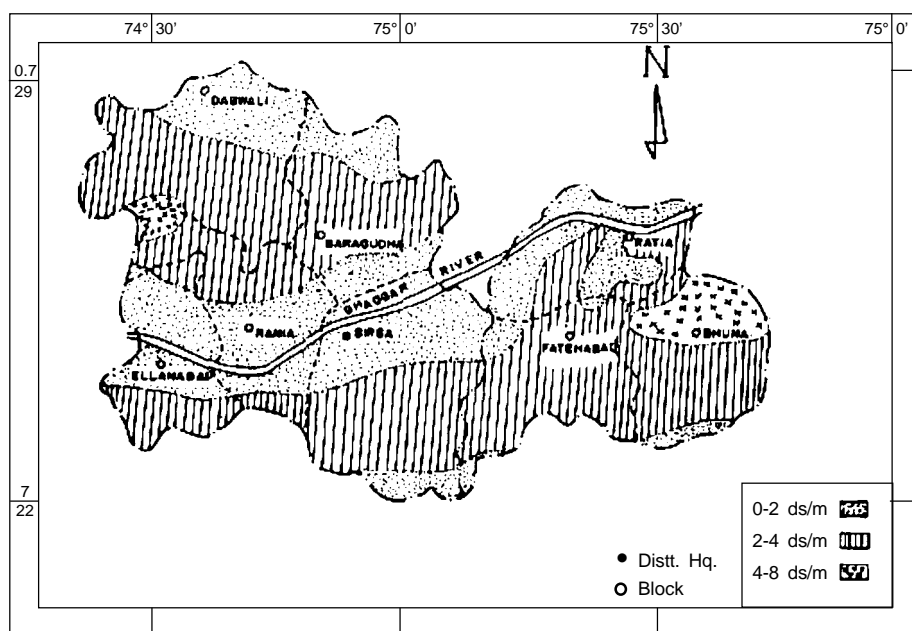 74° 30'
75° 0'
75° 30'
75° 0'
0.7
29
N
DABWALI
BARAGUDHA
RATIA
GHAGGAR RIVER
RANIA
SIRSA
BHUNA
FATEHABAD
ELLANABAD
7
22
0-2 ds/m
2-4 ds/m
4-8 ds/m
Distt. Hq.
Block